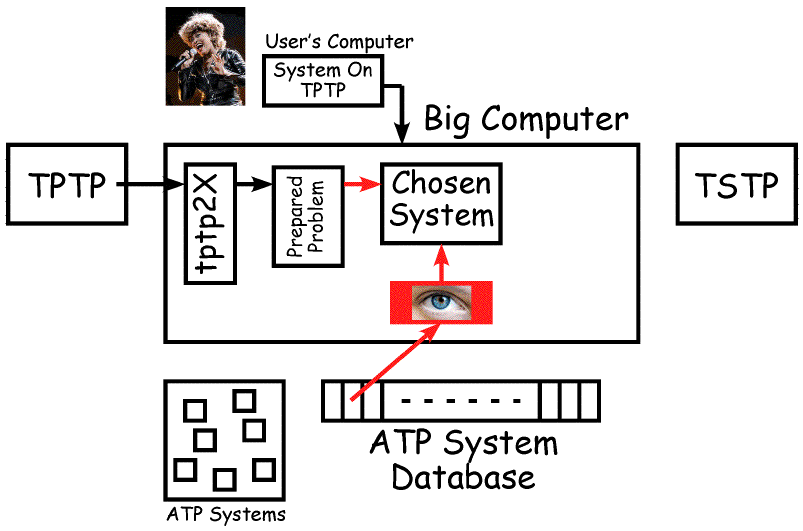 User's Computer
System On
TPTP
Big Computer
TPTP
tptp2X
Prepared
Problem
Chosen
System
TSTP
ATP System
Database
ATP Systems